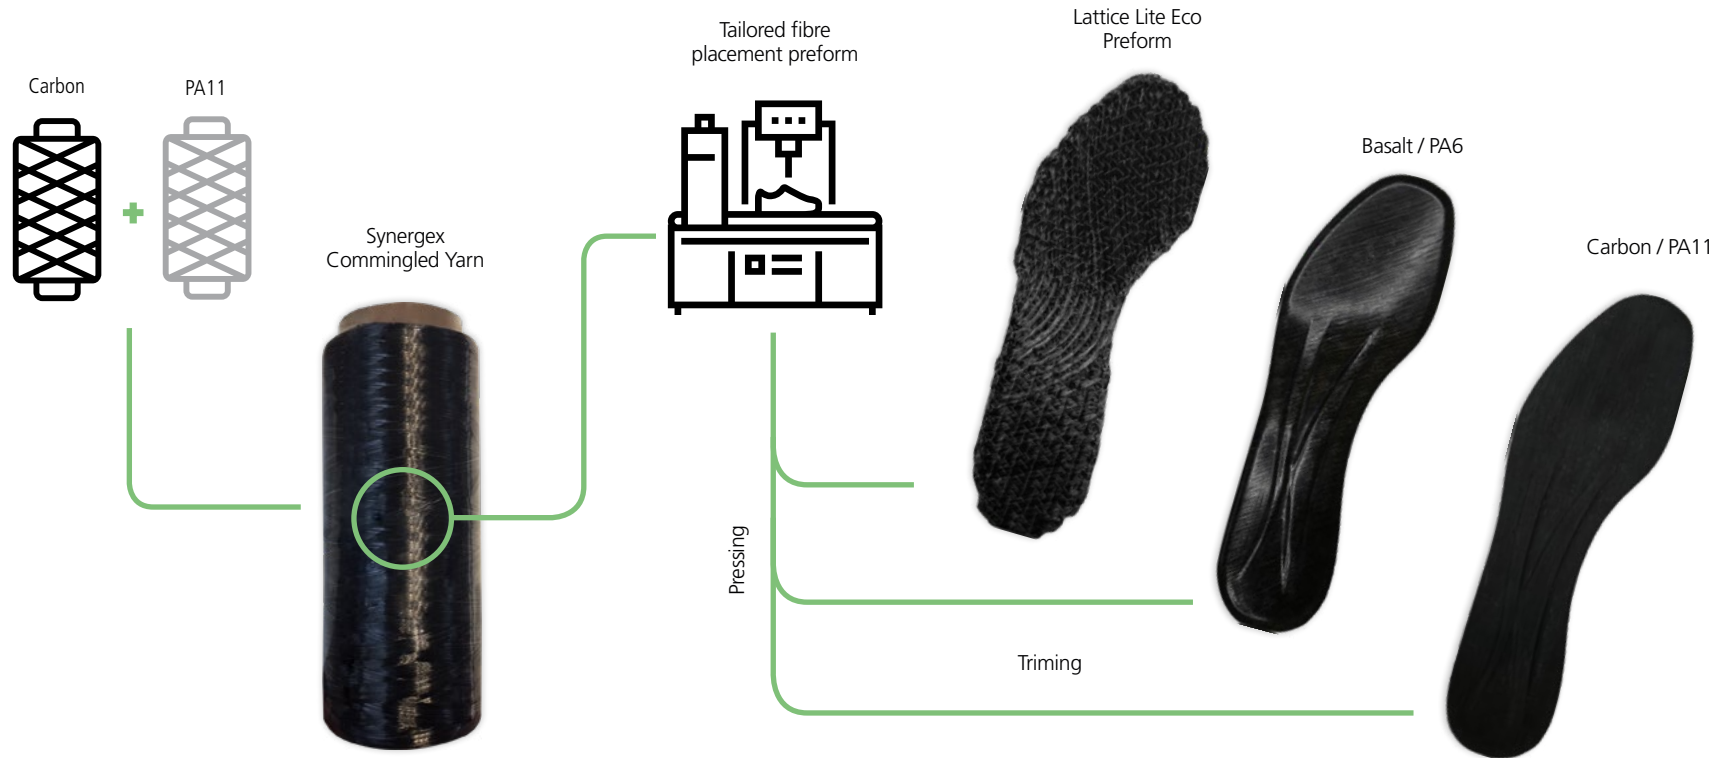 Carbon
PA11
Synergex
Commingled Yarn
Tailored fibre
placement preform
Lattice Lite Eco
Preform
Basalt / PA6
Carbon / PA11
Pressing
Triming